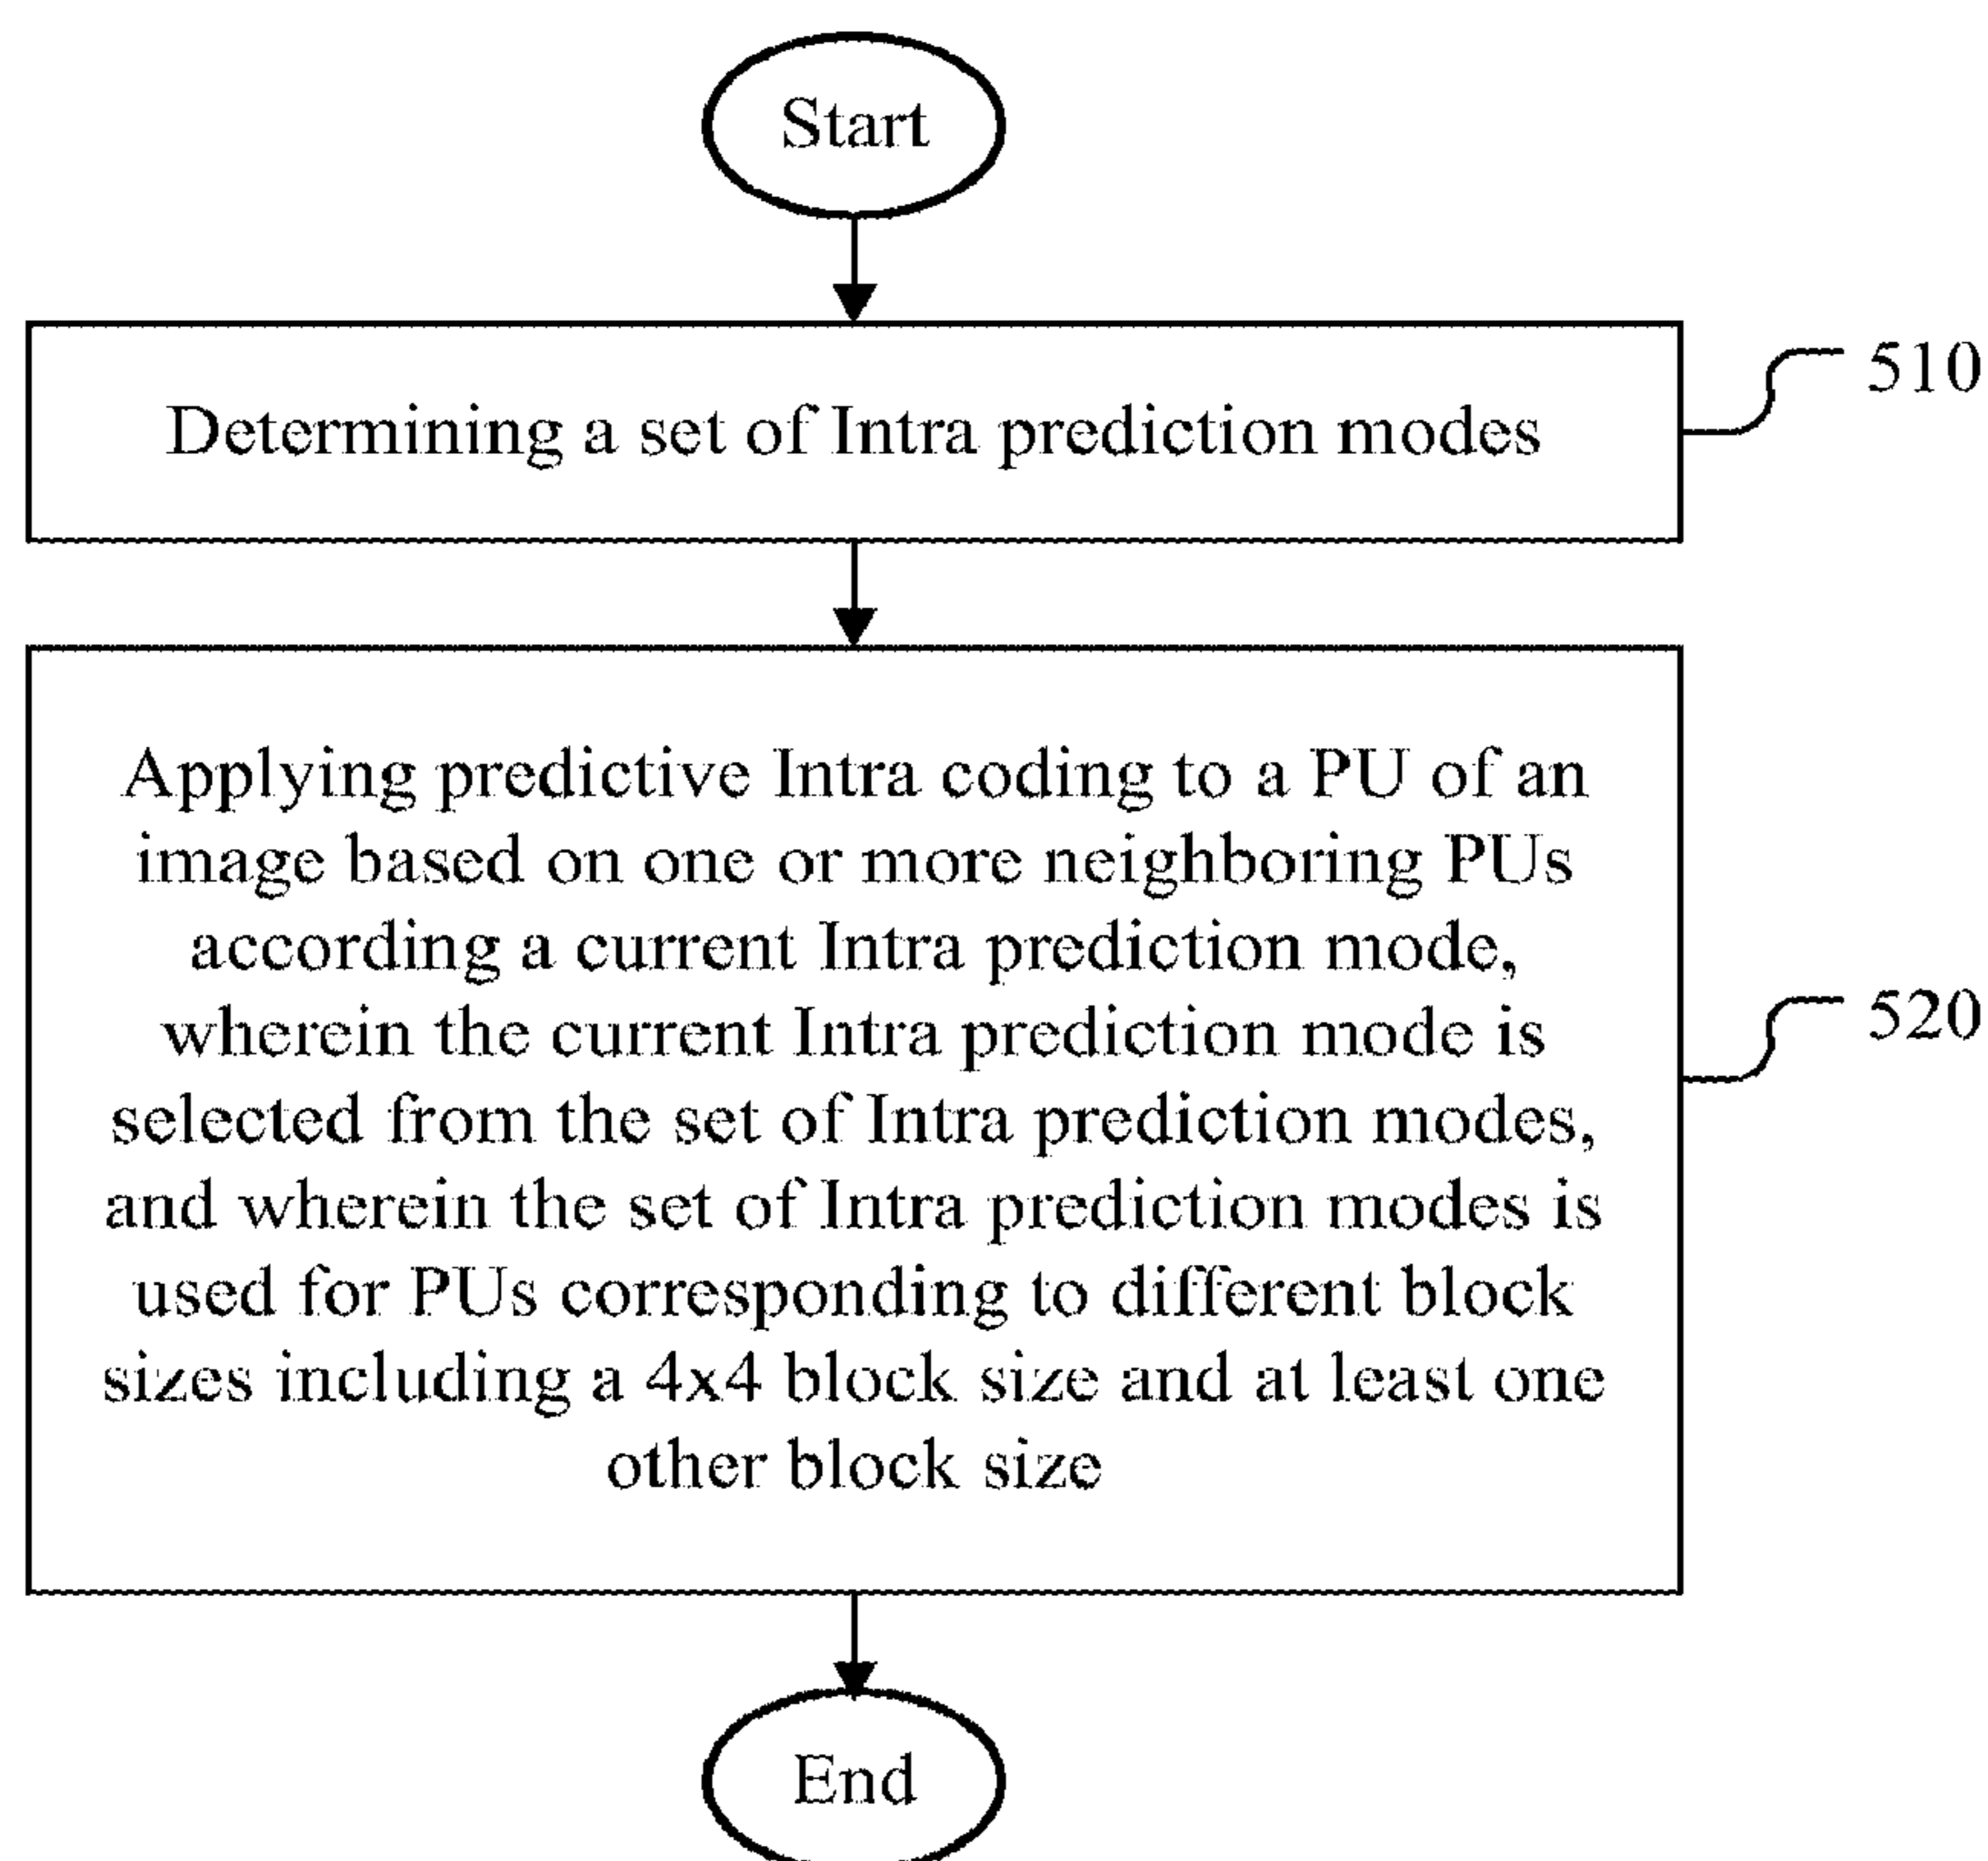 Start
Determining a set of Intra prediction modes
510
Applying predictive Intra coding to a PU of an
image based on one or more neighboring PUs
according a current Intra prediction mode,
wherein the current Intra prediction mode is
selected from the set of Intra prediction modes,
and wherein the set of Intra prediction modes is
used for PUs corresponding to different block
sizes including a 4x4 block size and at least one
other block size
520
End